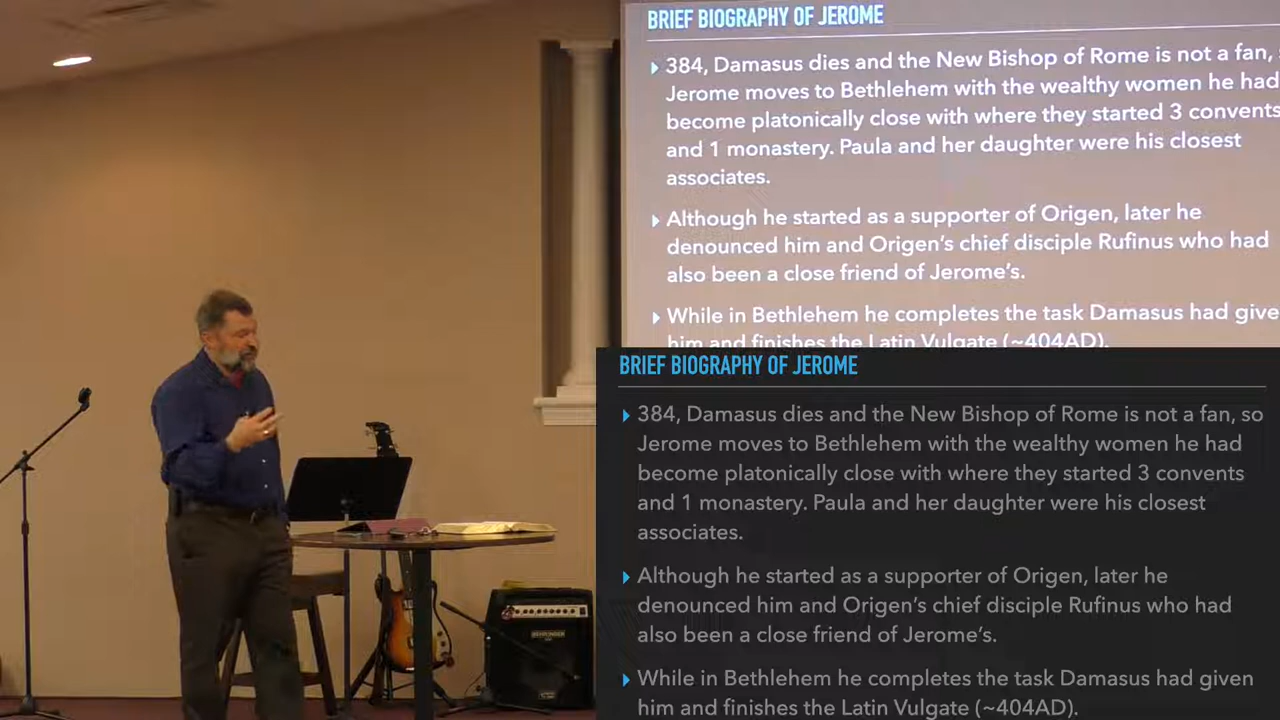 BRIEF BIOGRAPHY OF JEROME
384, Damasus dies and the New Bishop of Rome is not a fan,
Jerome moves to Bethlehem with the wealthy women he had
become platonically close with where they started 3 convents
and 1 monastery. Paula and her daughter were his closest
associates.
Although he started as a supporter of Origen, later he
denounced him and Origen's chief disciple Rufinus who had
also been a close friend of Jerome's.
While in Bethlehem he completes the task Damasus had give
him and finishes the Latin Vulgate (~404AD).
BRIEF BIOGRAPHY OF JEROME
384, Damasus dies and the New Bishop of Rome is not a fan, so
Jerome moves to Bethlehem with the wealthy women he had
become platonically close with where they started 3 convents
and 1 monastery. Paula and her daughter were his closest
associates.
Although he started as a supporter of Origen, later he
denounced him and Origen's chief disciple Rufinus who had
also been a close friend of Jerome's.
While in Bethlehem he completes the task Damasus had given
him and finishes the Latin Vulgate (~404AD).
BEHRINGER